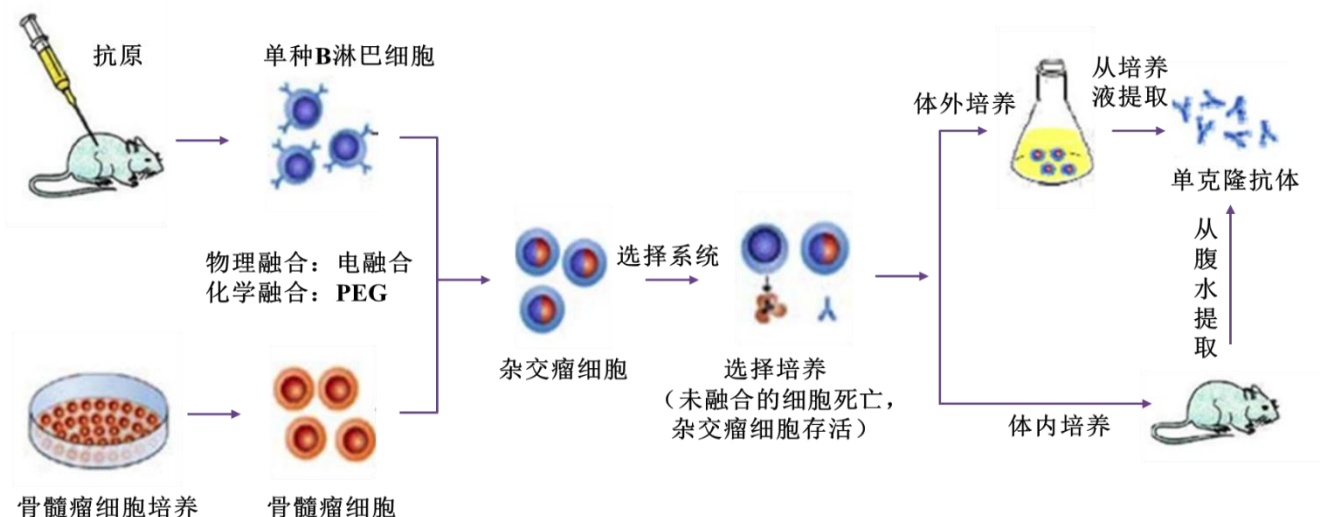 抗原
单种B淋巴细胞
物理融合：电融合
化学融合：PEG
骨髓瘤细胞培养
骨髓瘤细胞
杂交瘤细胞
选择系统
选择培养
（未融合的细胞死亡，
杂交瘤细胞存活）
体外培养
从培养
液提取
单克隆抗体
从
腹
水
提
取
体内培养